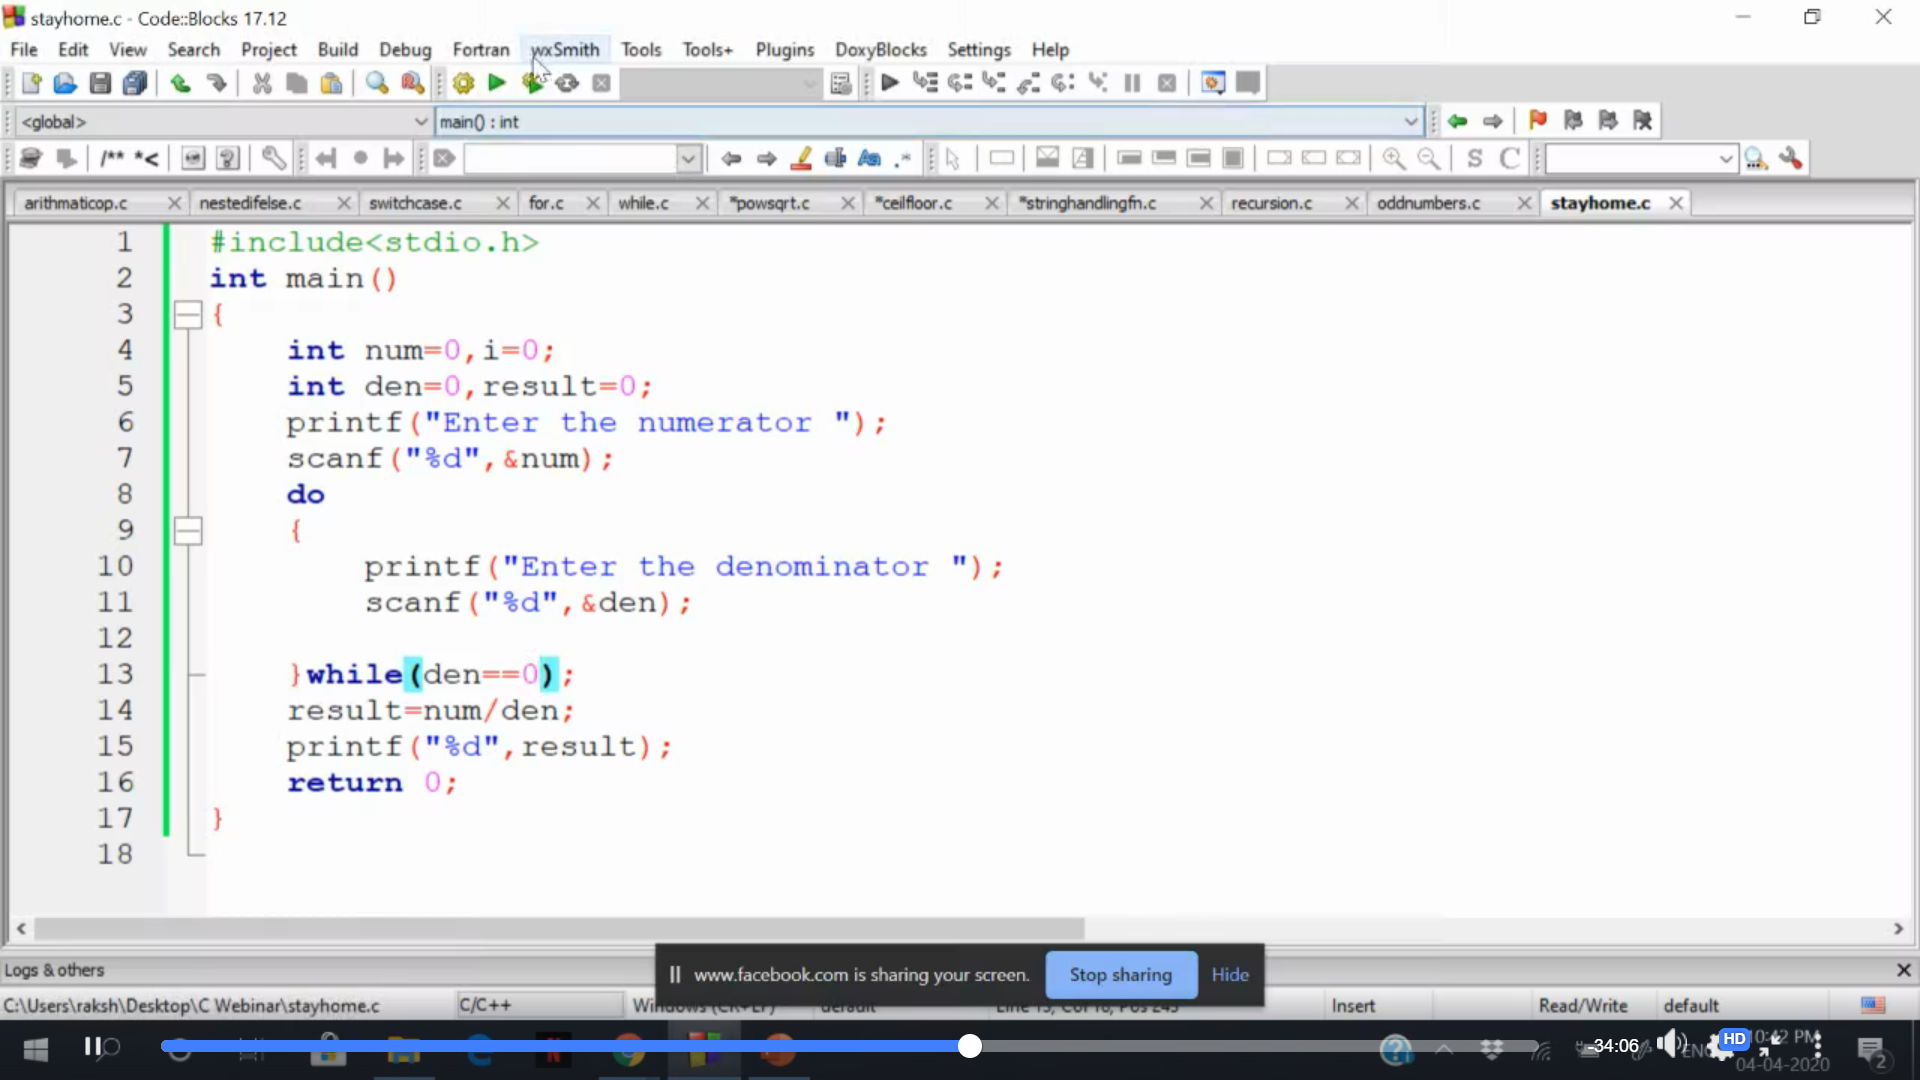 stayhome.c - Code::Blocks 17.12
File Edit View Search Project Build Debug Fortran wxSmith Tools Tools+ Plugins DoxyBlocks Settings Help
<global> main() : int
/** *<
S C
arithmaticop.c nestedifelse.c switchcase.c for.c while.c *powsqrt.c *ceilfloor.c *stringhandlingfn.c recursion.c oddnumbers.c stayhome.c
1 #include<stdio.h>
2 int main()
3 {
4 int num=0,i=0;
5 int den=0,result=0;
6 printf("Enter the numerator ");
7 scanf("%d",&num);
8 do
9 {
10 printf("Enter the denominator ");
11 scanf("%d",&den);
12
13 }while(den==0);
14 result=num/den;
15 printf("%d",result);
16 return 0;
17 }
18
Logs & others
www.facebook.com is sharing your screen. Stop sharing Hide
C:\Users\raksh\Desktop\C Webinar\stayhome.c C/C++ Windows (CR+LF) default Insert Read/Write default
-34:06 HD 10:42 PM
04-04-2020
2